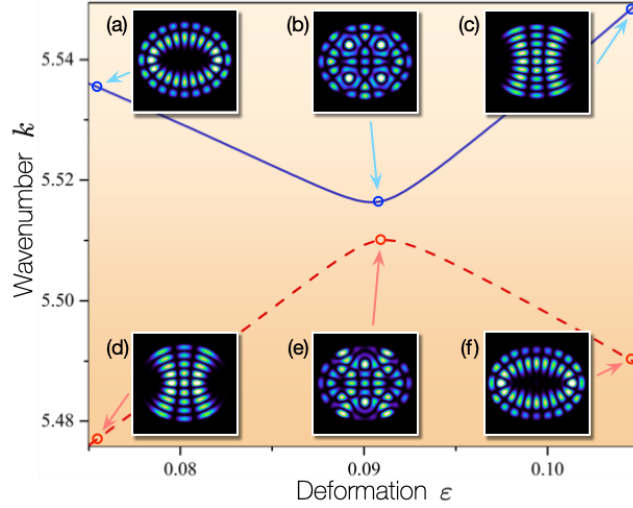 (a)
(b)
(c)
5.54
5.52
5.50
5.48
Wavenumber k
(d)
(e)
(f)
0.08
0.09
0.10
Deformation ε